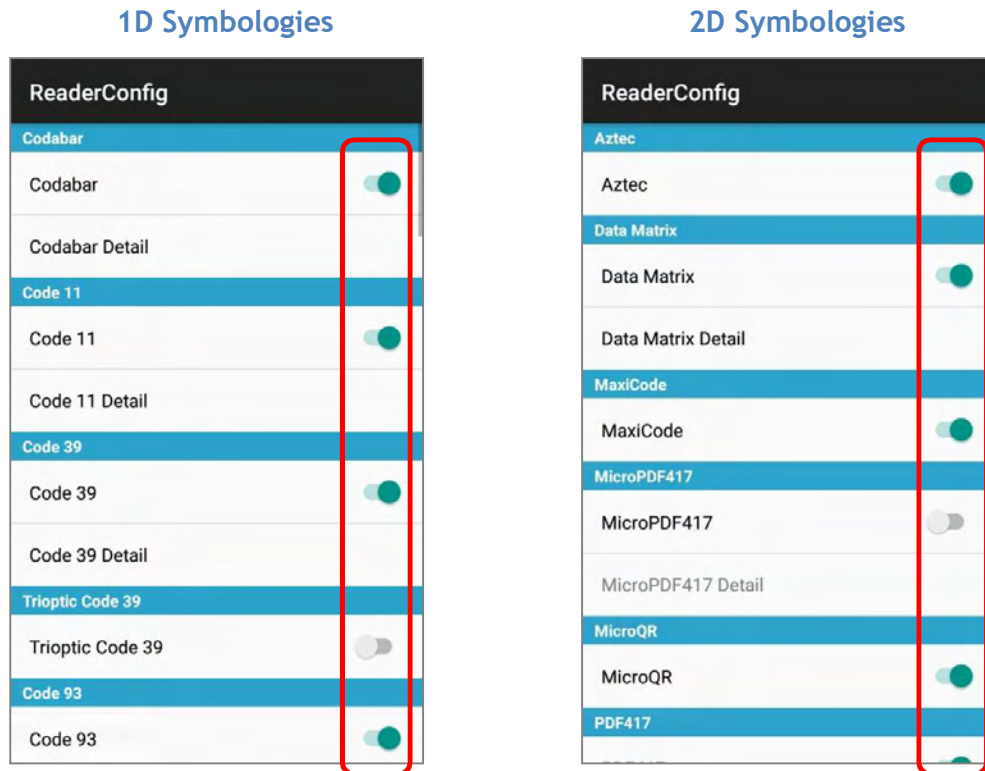 1D Symbologies
ReaderConfig
Codabar
Codabar
Codabar Detail
Code 11
Code 11
Code 11 Detail
Code 39
Code 39
Code 39 Detail
Trioptic Code 39
Trioptic Code 39
Code 93
Code 93
2D Symbologies
ReaderConfig
Aztec
Aztec
Data Matrix
Data Matrix
Data Matrix Detail
MaxiCode
MaxiCode
MicroPDF417
MicroPDF417
MicroPDF417 Detail
MicroQR
MicroQR
PDF417